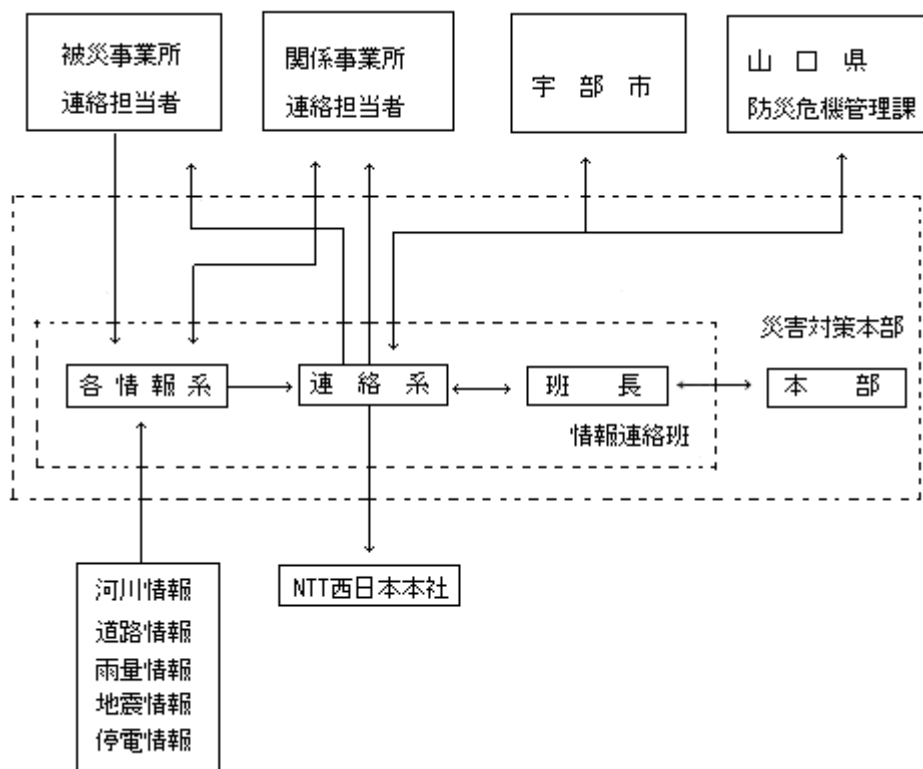 被災事業所
連絡担当者
関係事業所
連絡担当者
宇部市
山口県
防災危機管理課
災害対策本部
各情報系
連絡系
班長
本部
情報連絡班
NTT西日本本社
河川情報
道路情報
雨量情報
地震情報
停電情報